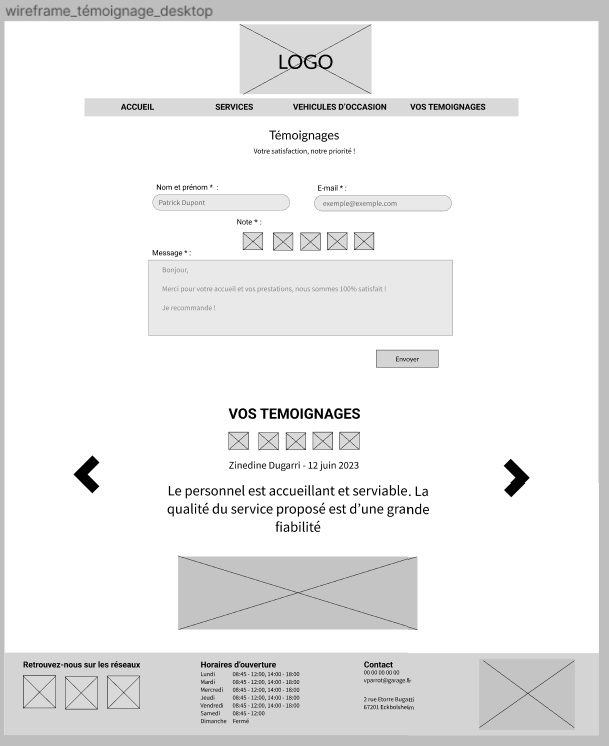 wireframe_témoignage_desktop
LOGO
ACCUEIL SERVICES VEHICULES D'OCCASION VOS TEMOIGNAGES
Témoignages
Votre satisfaction, notre priorité !
Nom et prénom * : E-mail * :
Patrick Dupont exemple@exemple.com
Note * :
Message * :
Bonjour,
Merci pour votre accueil et vos prestations, nous sommes 100% satisfait !
Je recommande !
Envoyer
VOS TEMOIGNAGES
Zinedine Dugarri - 12 juin 2023
Le personnel est accueillant et serviable. La
qualité du service proposé est d'une grande
fiabilité
Retrouvez-nous sur les réseaux
Horaires d'ouverture
Lundi 08:45 - 12:00, 14:00 - 18:00
Mardi 08:45 - 12:00, 14:00 - 18:00
Mercredi 08:45 - 12:00, 14:00 - 18:00
Jeudi 08:45 - 12:00, 14:00 - 18:00
Vendredi 08:45 - 12:00, 14:00 - 18:00
Samedi 08:45 - 12:00
Dimanche Fermé
Contact
00 00 00 00 00
vparrot@garage.fr
2 rue Etorre Bugatti
67201 Eckbolsheim